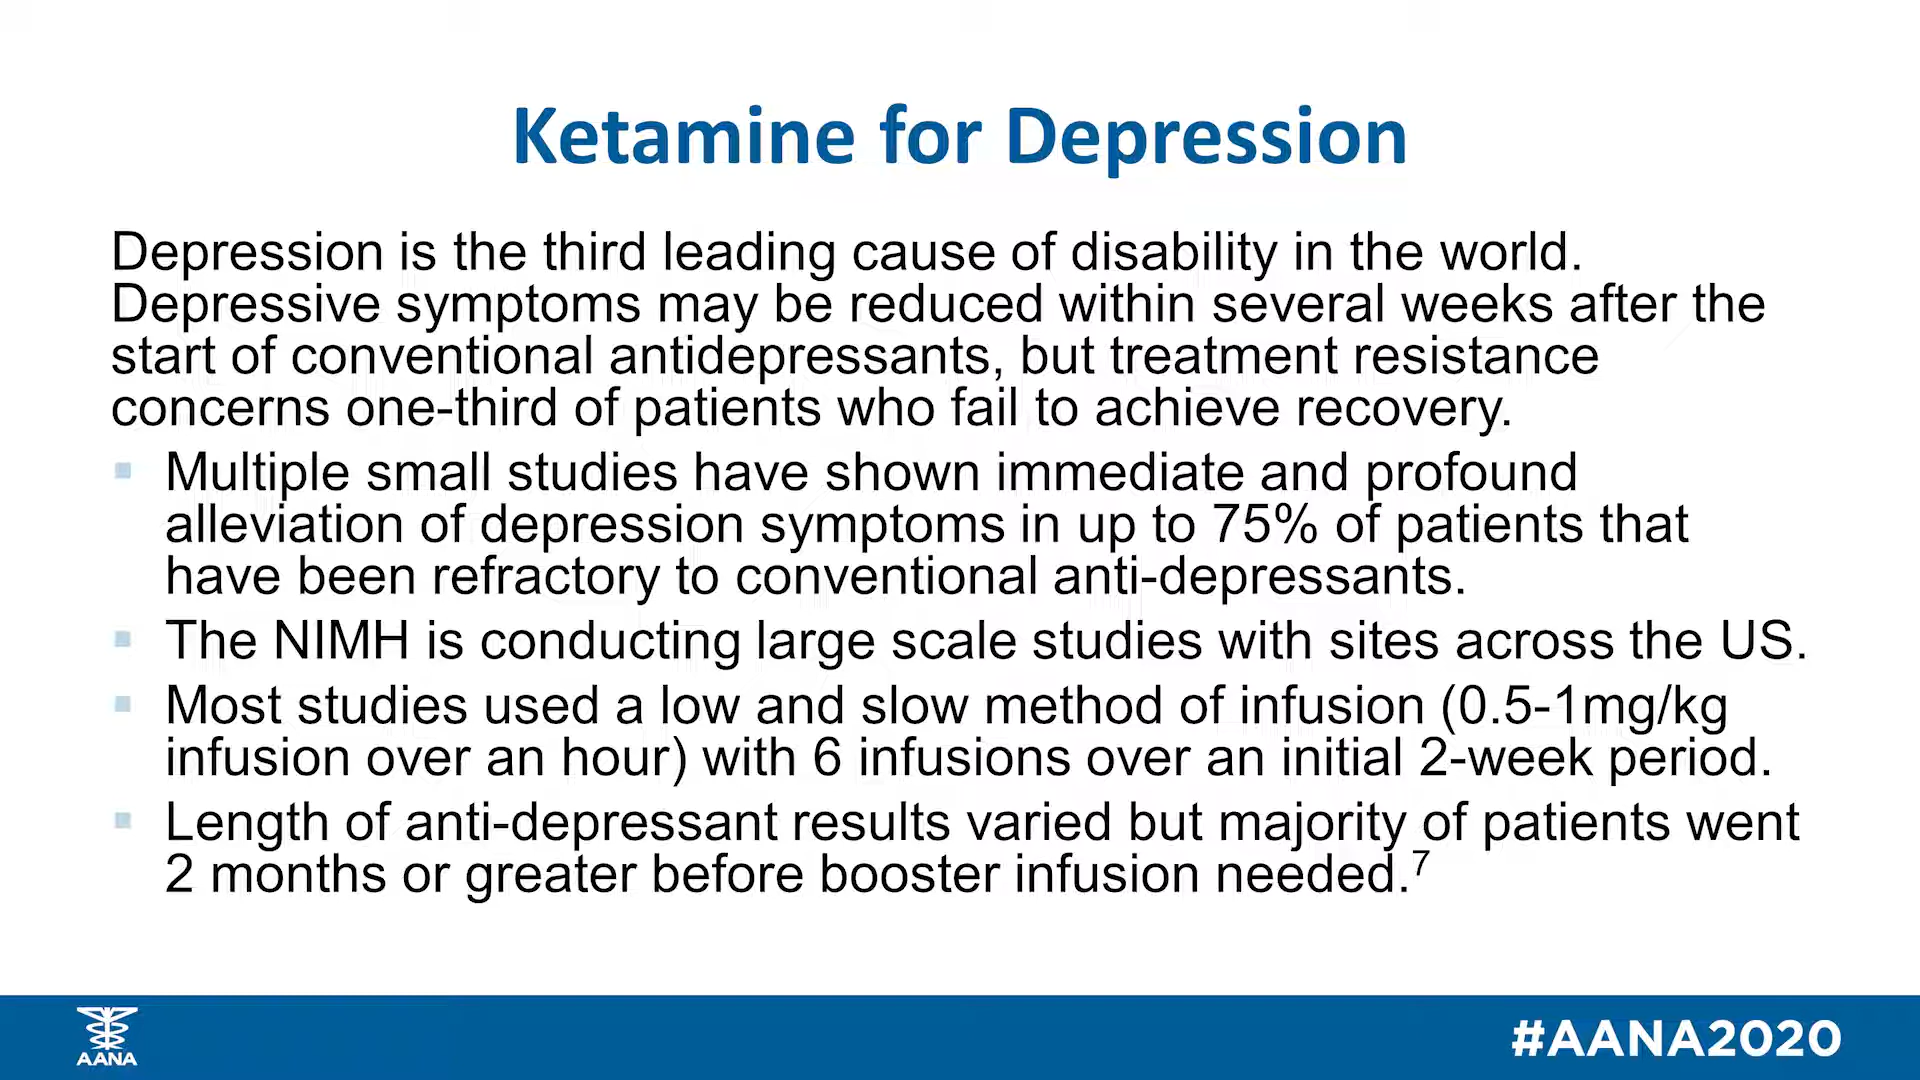 Ketamine for Depression
Depression is the third leading cause of disability in the world.
Depressive symptoms may be reduced within several weeks after the
start of conventional antidepressants, but treatment resistance
concerns one-third of patients who fail to achieve recovery.
▪ Multiple small studies have shown immediate and profound
alleviation of depression symptoms in up to 75% of patients that
have been refractory to conventional anti-depressants.
▪ The NIMH is conducting large scale studies with sites across the US.
▪ Most studies used a low and slow method of infusion (0.5-1mg/kg
infusion over an hour) with 6 infusions over an initial 2-week period.
▪ Length of anti-depressant results varied but majority of patients went
2 months or greater before booster infusion needed.⁷
AANA
#AANA2020